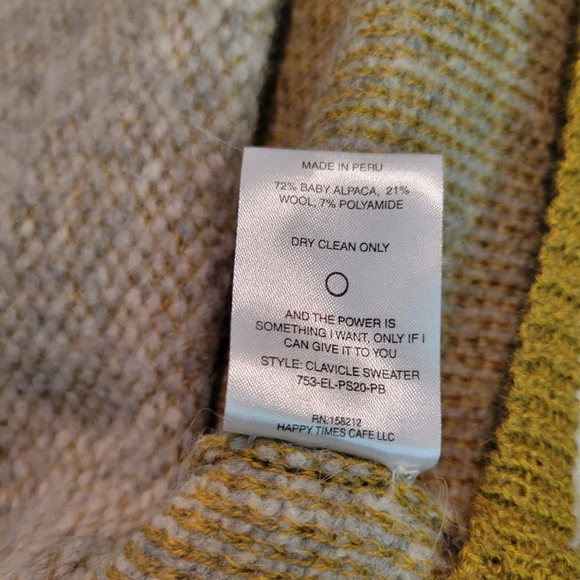 MADE IN PERU
72% BABY ALPACA, 21%
WOOL, 7% POLYAMIDE
DRY CLEAN ONLY
AND THE POWER IS
SOMETHING I WANT, ONLY IF I
CAN GIVE IT TO YOU
STYLE: CLAVICLE SWEATER
753-EL-PS20-PB
RN:158212
HAPPY TIMES CAFE LLC